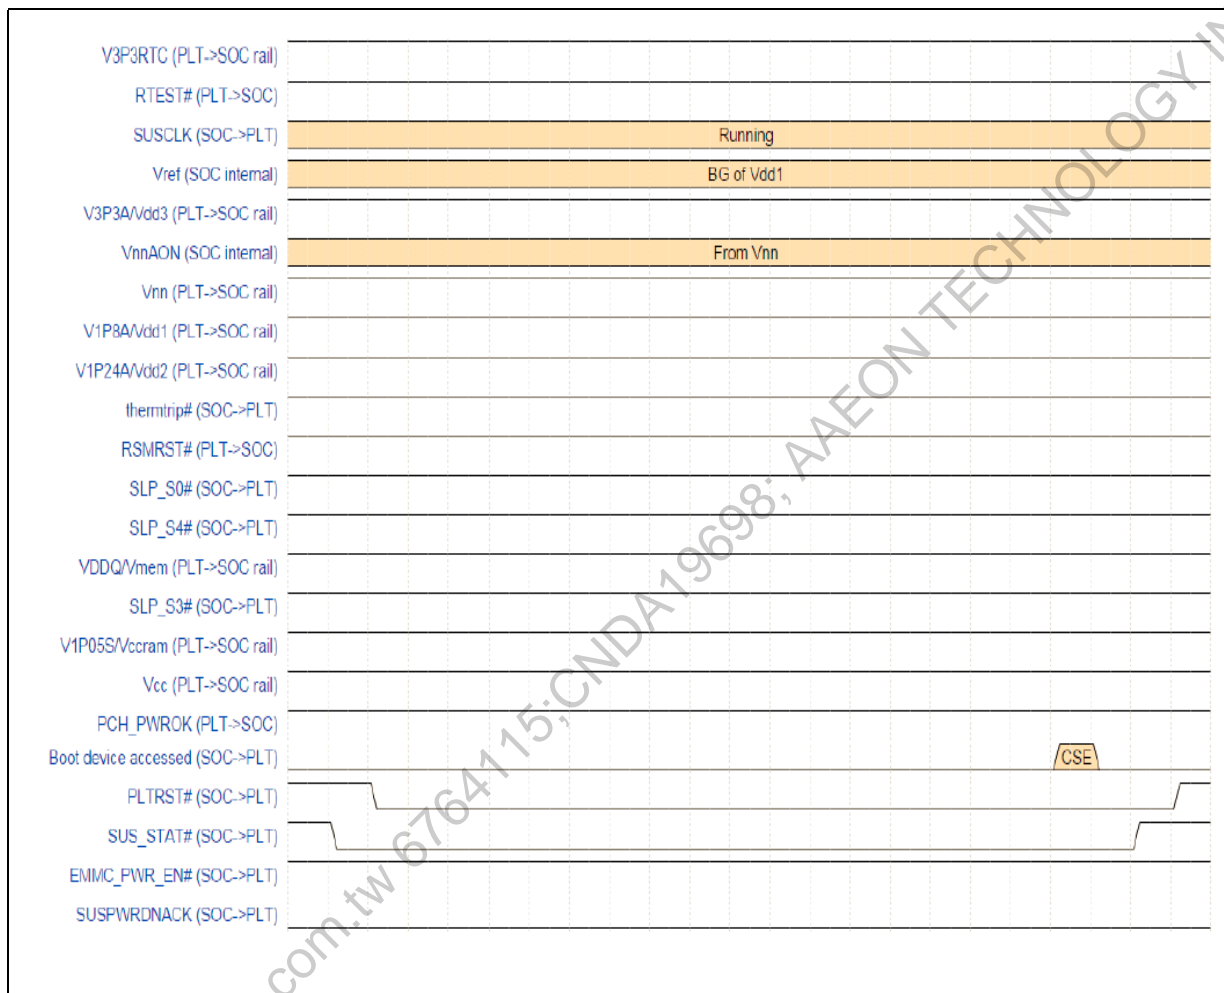 V3P3RTC (PLT->SOC rail)
RTEST# (PLT->SOC)
SUSCLK (SOC->PLT) Running
Vref (SOC internal) BG of Vdd1
V3P3A/Vdd3 (PLT->SOC rail)
VnnAON (SOC internal) From Vnn
Vnn (PLT->SOC rail)
V1P8A/Vdd1 (PLT->SOC rail)
V1P24A/Vdd2 (PLT->SOC rail)
thermtrip# (SOC->PLT)
RSMRST# (PLT->SOC)
SLP_S0# (SOC->PLT)
SLP_S4# (SOC->PLT)
VDDQ/Vmem (PLT->SOC rail)
SLP_S3# (SOC->PLT)
V1P05S/Vccram (PLT->SOC rail)
Vcc (PLT->SOC rail)
PCH_PWROK (PLT->SOC)
Boot device accessed (SOC->PLT) CSE
PLTRST# (SOC->PLT)
SUS_STAT# (SOC->PLT)
EMMC_PWR_EN# (SOC->PLT)
SUSPWRDNACK (SOC->PLT)
com.tw 6764115;CNDA19698; AAEON TECHNOLOGY IN